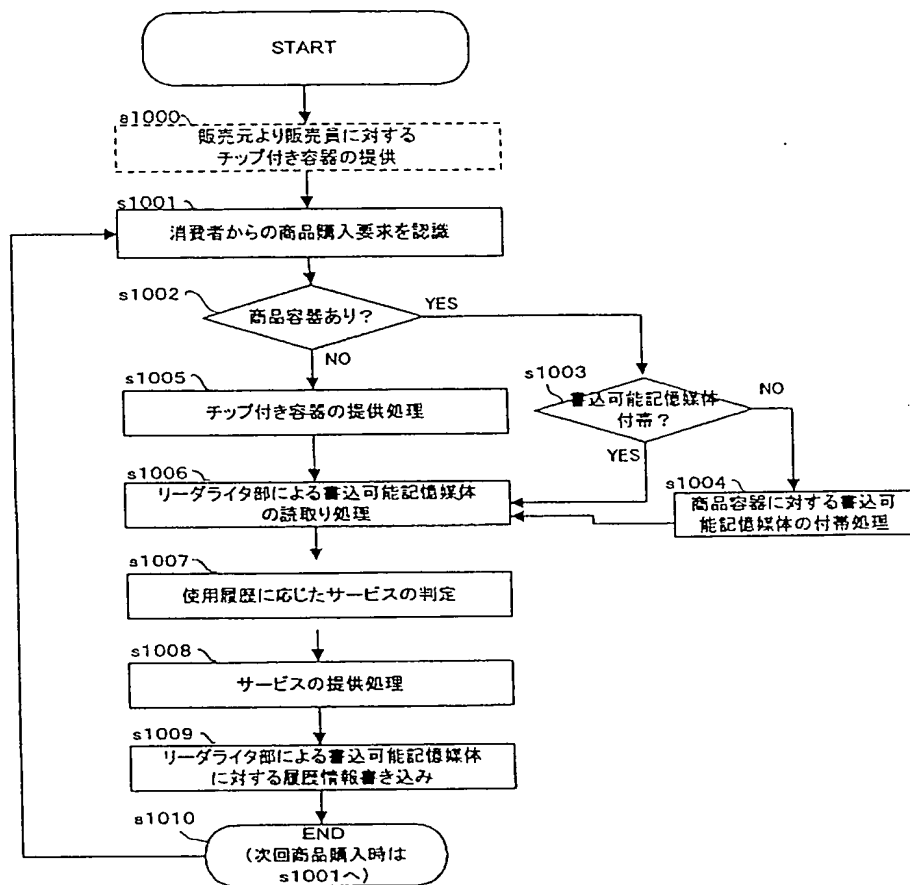 START
s1000
販売元より販売員に対する
チップ付き容器の提供
s1001
消費者からの商品購入要求を認識
s1002
商品容器あり？
YES
NO
s1003
書込可能記憶媒体
付帯？
NO
YES
s1004
商品容器に対する書込可
能記憶媒体の付帯処理
s1005
チップ付き容器の提供処理
s1006
リーダライタ部による書込可能記憶媒体
の読取り処理
s1007
使用履歴に応じたサービスの判定
s1008
サービスの提供処理
s1009
リーダライタ部による書込可能記憶媒体
に対する履歴情報書き込み
s1010
END
(次回商品購入時は
s1001へ)